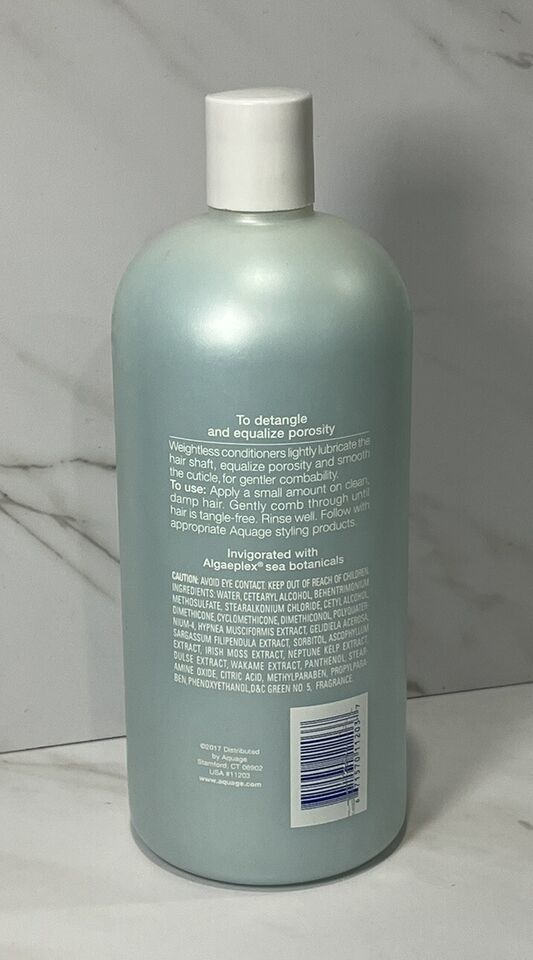 To detangle
and equalize porosity
Weightless conditioners lightly lubricate the
hair shaft, equalize porosity and smooth
the cuticle, for gentler combability.
To use: Apply a small amount on clean,
damp hair. Gently comb through until
hair is tangle-free. Rinse well. Follow with
appropriate Aquage styling products.
Invigorated with
Algaeplex® sea botanicals
CAUTION: AVOID EYE CONTACT. KEEP OUT OF REACH OF CHILDREN.
INGREDIENTS: WATER, CETEARYL ALCOHOL, BEHENTRIMONIUM
METHOSULFATE, STEARALKONIUM CHLORIDE, CETYL ALCOHOL,
DIMETHICONE, CYCLOMETHICONE, DIMETHICONOL, POLYQUATER-
NIUM-4, HYPNEA MUSCIFORMIS EXTRACT, GELIDIELA ACEROSA,
SARGASSUM FILIPENDULA EXTRACT, SORBITOL, ASCOPHYLLUM
EXTRACT, IRISH MOSS EXTRACT, NEPTUNE KELP EXTRACT,
DULSE EXTRACT, WAKAME EXTRACT, PANTHENOL, STEAR-
AMINE OXIDE, CITRIC ACID, METHYLPARABEN, PROPYLPARA-
BEN, PHENOXYETHANOL, D&C GREEN NO. 5, FRAGRANCE.
©2017 Distributed
by Aquage
Stamford, CT 06902
USA #11203
www.aquage.com